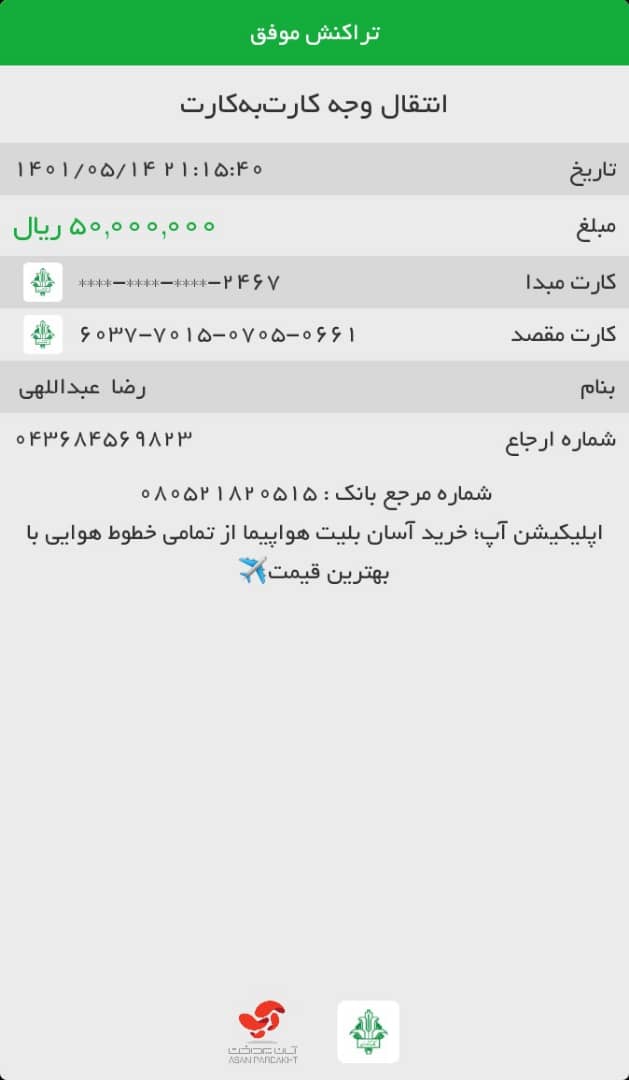 تراکنش موفق
انتقال وجه کارت‌به‌کارت
تاریخ ۱۴۰۱/۰۵/۱۴ ۲۱:۱۵:۴۰
مبلغ ۵۰,۰۰۰,۰۰۰ ریال
کارت مبدا ****-****-****-۲۴۶۷
کارت مقصد ۶۰۳۷-۷۰۱۵-۰۷۰۵-۰۶۶۱
بنام رضا عبداللهی
شماره ارجاع ۰۴۳۶۸۴۵۶۹۸۲۳
شماره مرجع بانک : ۰۸۰۵۲۱۸۲۰۵۱۵
اپلیکیشن آپ؛ خرید آسان بلیت هواپیما از تمامی خطوط هوایی با
بهترین قیمت✈️
آسان پرداخت
ASAN PARDAKHT